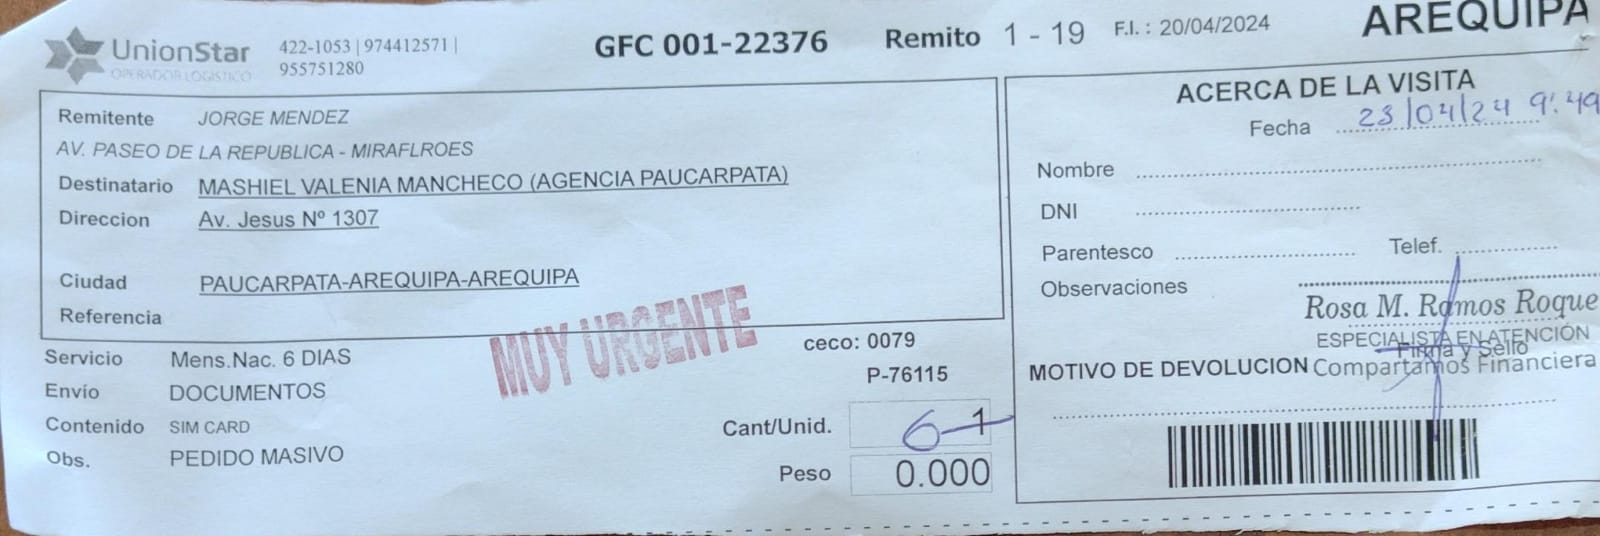 UnionStar
OPERADOR LOGISTICO
422-1053 | 974412571 |
955751280
GFC 001-22376
Remito 1 - 19
F.I. : 20/04/2024
AREQUIPA
Remitente JORGE MENDEZ
AV. PASEO DE LA REPUBLICA - MIRAFLROES
Destinatario MASHIEL VALENIA MANCHECO (AGENCIA PAUCARPATA)
Direccion Av. Jesus Nº 1307
Ciudad PAUCARPATA-AREQUIPA-AREQUIPA
Referencia
MUY URGENTE
Servicio Mens.Nac. 6 DIAS
Envío DOCUMENTOS
Contenido SIM CARD
Obs. PEDIDO MASIVO
ceco: 0079
P-76115
Cant/Unid. 6 1
Peso 0.000
ACERCA DE LA VISITA
Fecha 23/04/24 9:49
Nombre
DNI
Parentesco Telef.
Observaciones
Rosa M. Ramos Roque
ESPECIALISTA EN ATENCIÓN
Firma y Sello
MOTIVO DE DEVOLUCION Compartamos Financiera